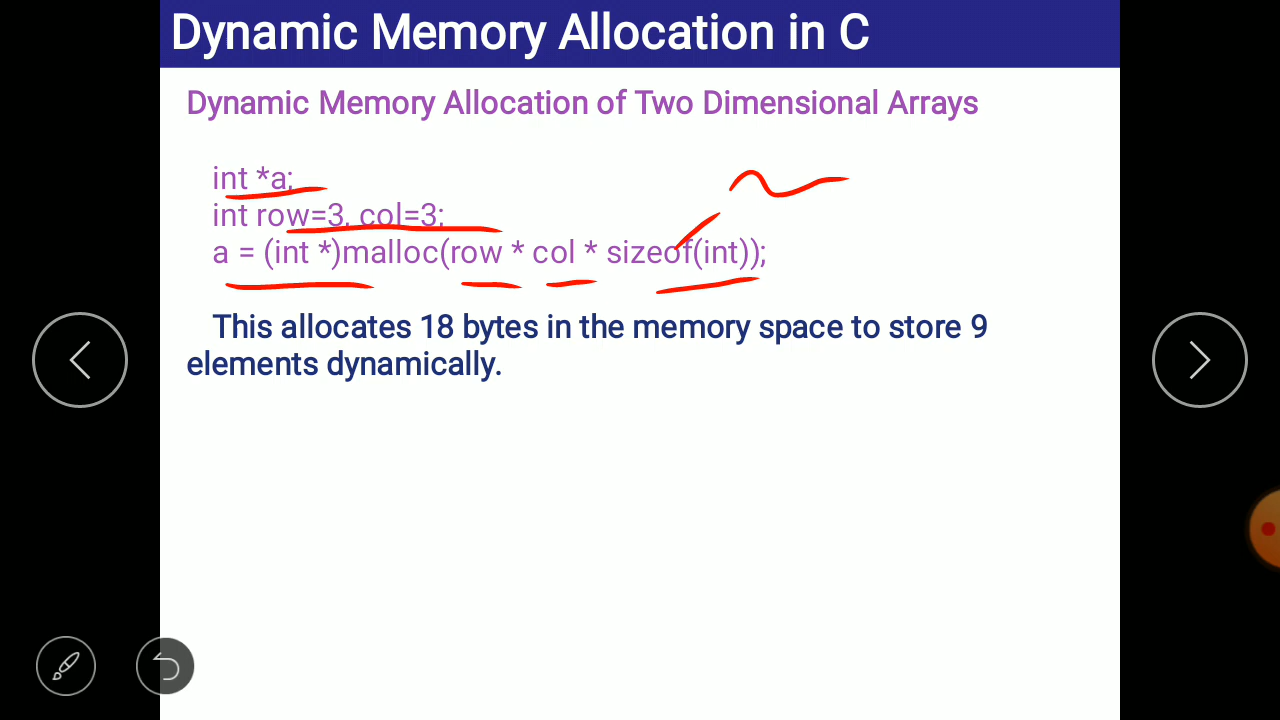 Dynamic Memory Allocation in C
Dynamic Memory Allocation of Two Dimensional Arrays
int *a;
int row=3, col=3;
a = (int *)malloc(row * col * sizeof(int));
This allocates 18 bytes in the memory space to store 9
elements dynamically.